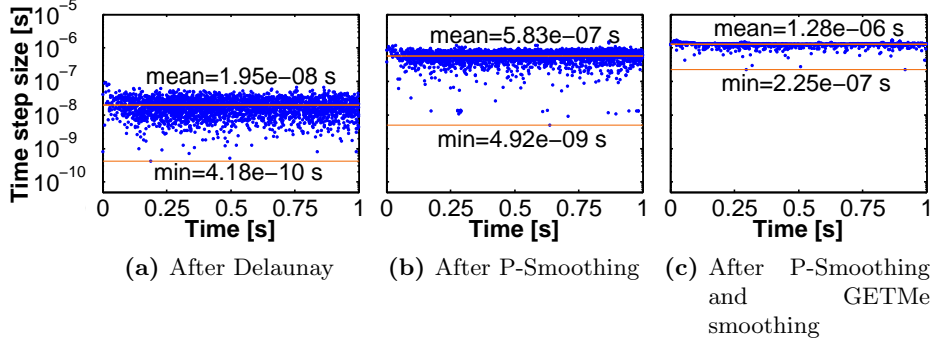 Time step size [s]
10^−5
10^−6
10^−7
10^−8
10^−9
10^−10
mean=1.95e−08 s
min=4.18e−10 s
0 0.25 0.5 0.75 1
Time [s]
(a) After Delaunay
mean=5.83e−07 s
min=4.92e−09 s
0 0.25 0.5 0.75 1
Time [s]
(b) After P-Smoothing
mean=1.28e−06 s
min=2.25e−07 s
0 0.25 0.5 0.75 1
Time [s]
(c) After P-Smoothing
and GETMe
smoothing